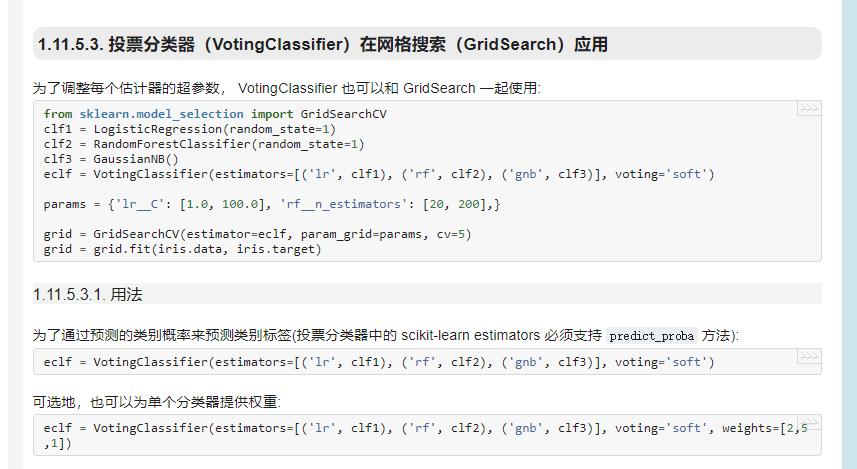 1.11.5.3. 投票分类器（VotingClassifier）在网格搜索（GridSearch）应用
为了调整每个估计器的超参数， VotingClassifier 也可以和 GridSearch 一起使用:
>>>
from sklearn.model_selection import GridSearchCV
clf1 = LogisticRegression(random_state=1)
clf2 = RandomForestClassifier(random_state=1)
clf3 = GaussianNB()
eclf = VotingClassifier(estimators=[('lr', clf1), ('rf', clf2), ('gnb', clf3)], voting='soft')
params = {'lr__C': [1.0, 100.0], 'rf__n_estimators': [20, 200],}
grid = GridSearchCV(estimator=eclf, param_grid=params, cv=5)
grid = grid.fit(iris.data, iris.target)
1.11.5.3.1. 用法
为了通过预测的类别概率来预测类别标签(投票分类器中的 scikit-learn estimators 必须支持 predict_proba 方法):
>>>
eclf = VotingClassifier(estimators=[('lr', clf1), ('rf', clf2), ('gnb', clf3)], voting='soft')
可选地，也可以为单个分类器提供权重:
>>>
eclf = VotingClassifier(estimators=[('lr', clf1), ('rf', clf2), ('gnb', clf3)], voting='soft', weights=[2,5
,1])